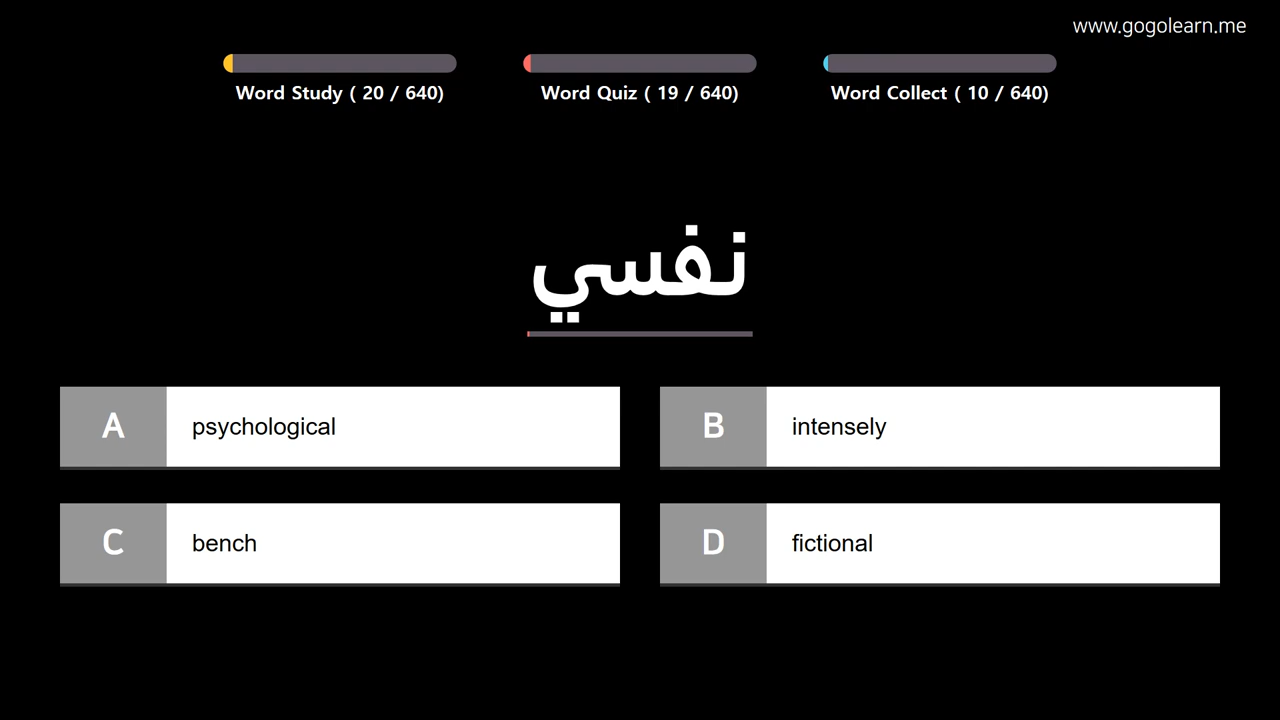 www.gogolearn.me
Word Study ( 20 / 640)
Word Quiz ( 19 / 640)
Word Collect ( 10 / 640)
نفسي
A psychological
B intensely
C bench
D fictional